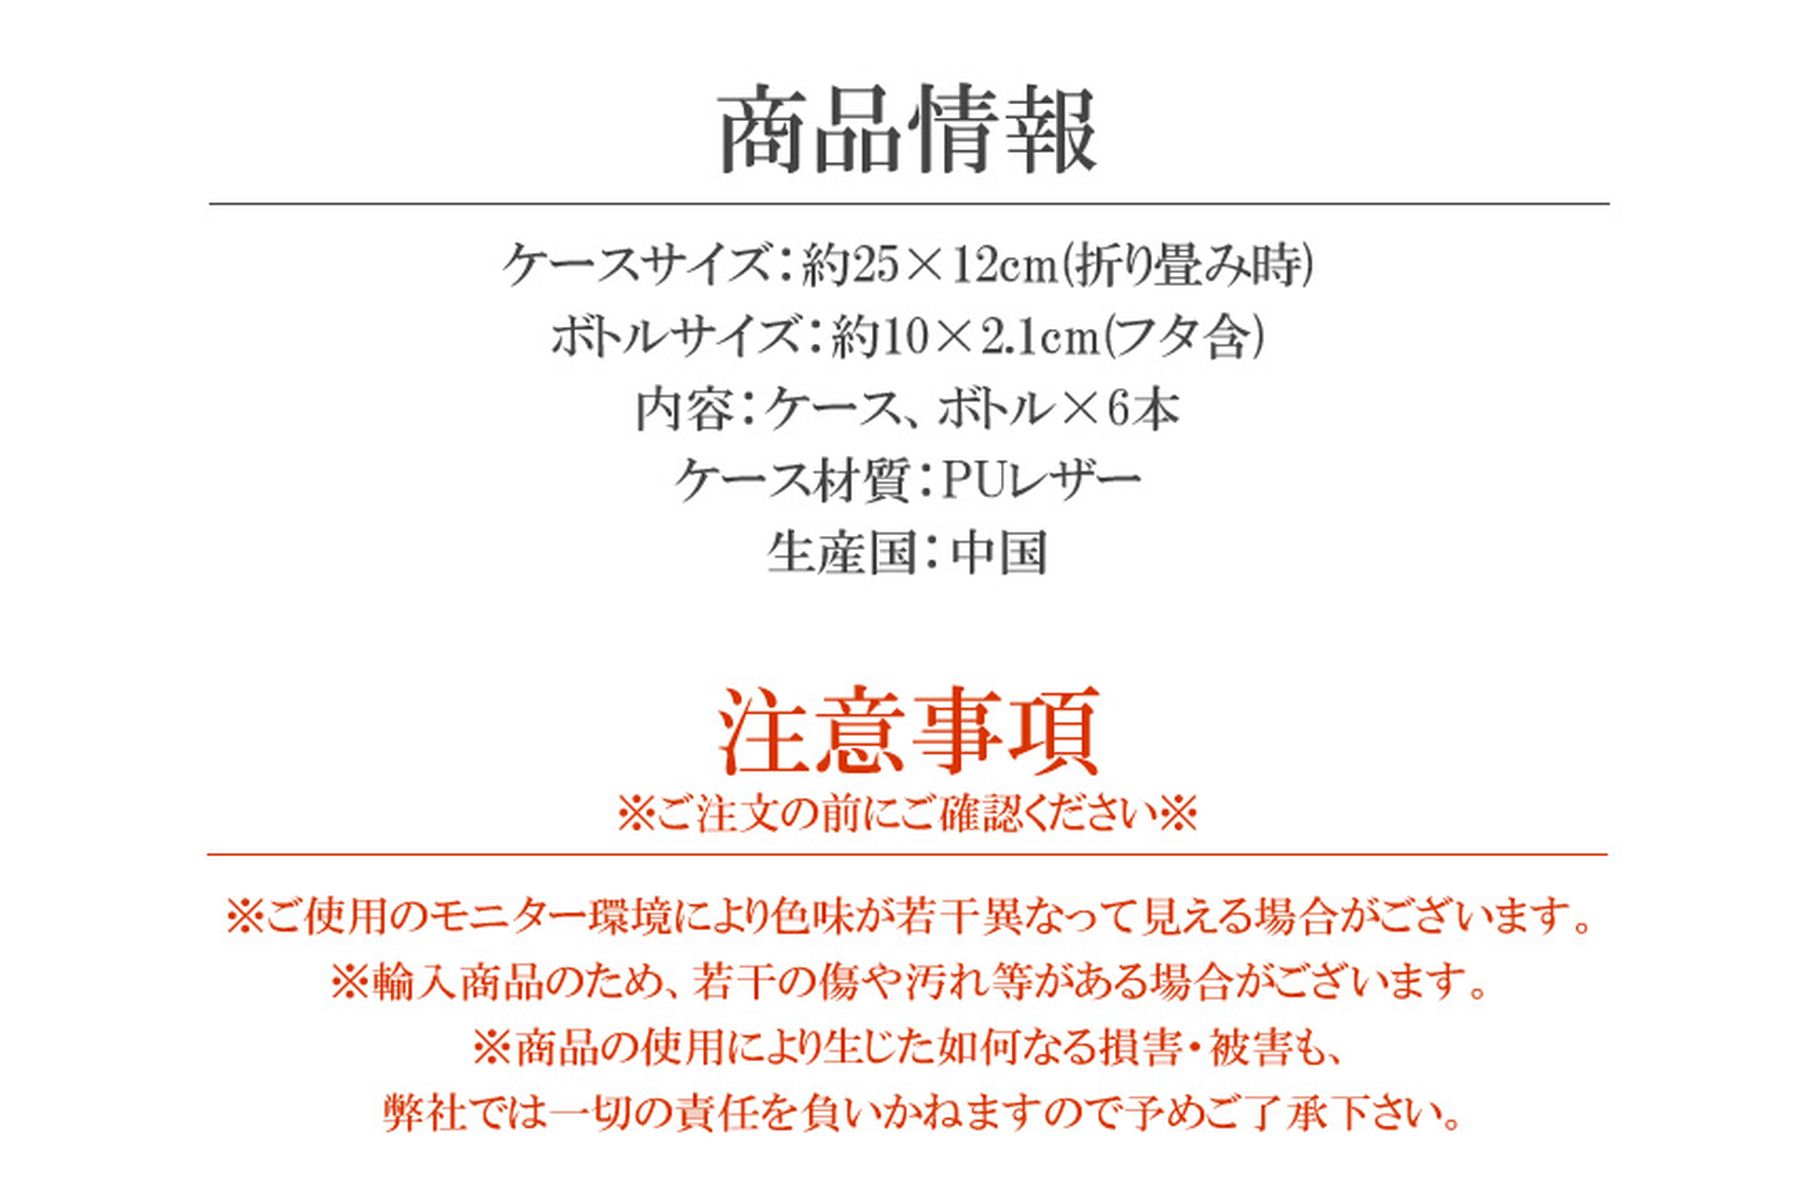 商品情報
ケースサイズ：約25×12cm(折り畳み時)
ボトルサイズ：約10×2.1cm(フタ含)
内容：ケース、ボトル×6本
ケース材質：PUレザー
生産国：中国
注意事項
※ご注文の前にご確認ください※
※ご使用のモニター環境により色味が若干異なって見える場合がございます。
※輸入商品のため、若干の傷や汚れ等がある場合がございます。
※商品の使用により生じた如何なる損害・被害も、
弊社では一切の責任を負いかねますので予めご了承下さい。